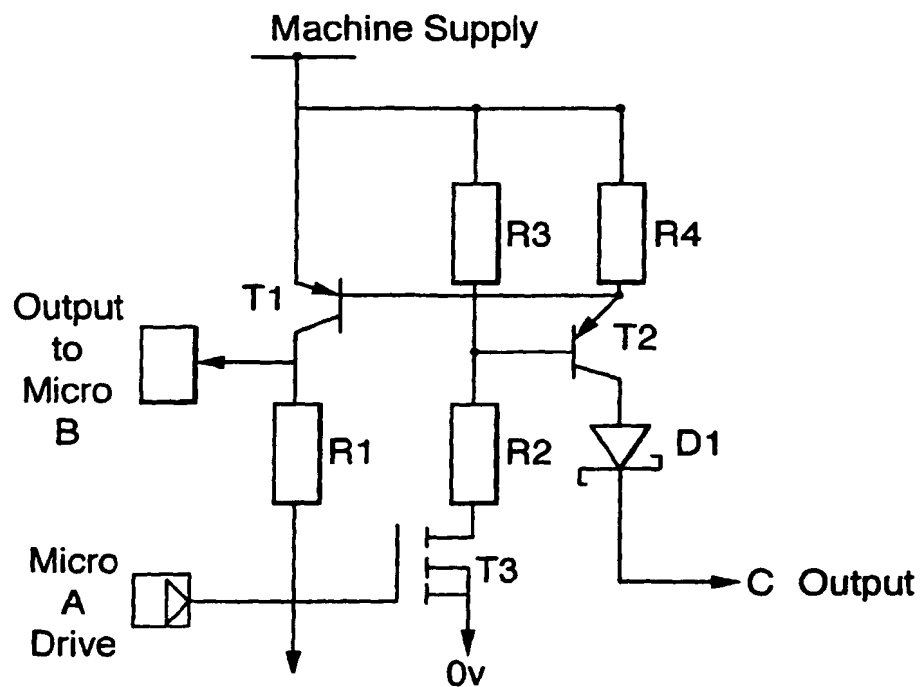 Machine Supply
R3
R4
T1
T2
Output
to
Micro
B
R1
R2
D1
Micro
A
Drive
T3
C Output
0v